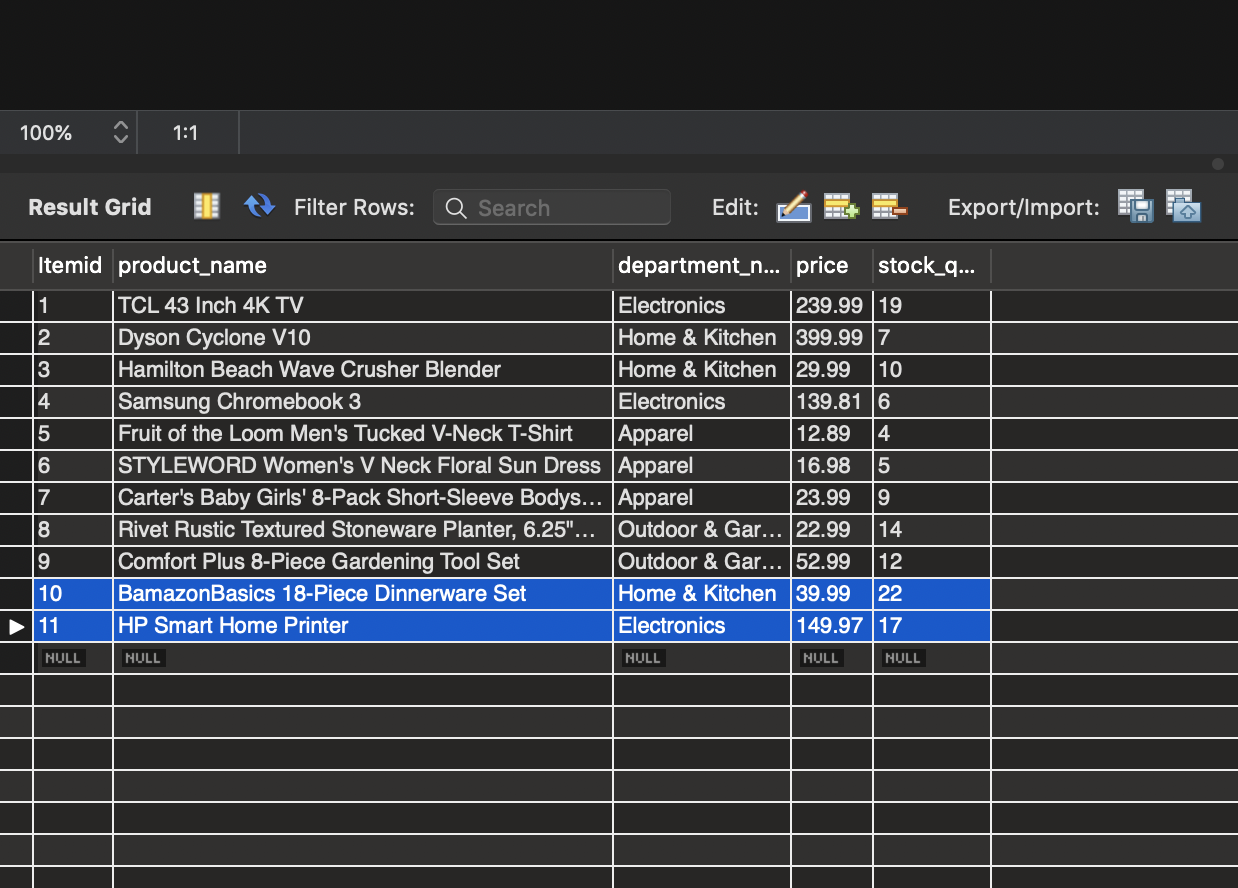 100% 1:1
Result Grid Filter Rows: Search Edit: Export/Import:
Itemid product_name department_n... price stock_q...
1 TCL 43 Inch 4K TV Electronics 239.99 19
2 Dyson Cyclone V10 Home & Kitchen 399.99 7
3 Hamilton Beach Wave Crusher Blender Home & Kitchen 29.99 10
4 Samsung Chromebook 3 Electronics 139.81 6
5 Fruit of the Loom Men's Tucked V-Neck T-Shirt Apparel 12.89 4
6 STYLEWORD Women's V Neck Floral Sun Dress Apparel 16.98 5
7 Carter's Baby Girls' 8-Pack Short-Sleeve Bodys... Apparel 23.99 9
8 Rivet Rustic Textured Stoneware Planter, 6.25"... Outdoor & Gar... 22.99 14
9 Comfort Plus 8-Piece Gardening Tool Set Outdoor & Gar... 52.99 12
10 BamazonBasics 18-Piece Dinnerware Set Home & Kitchen 39.99 22
11 HP Smart Home Printer Electronics 149.97 17
NULL NULL NULL NULL NULL